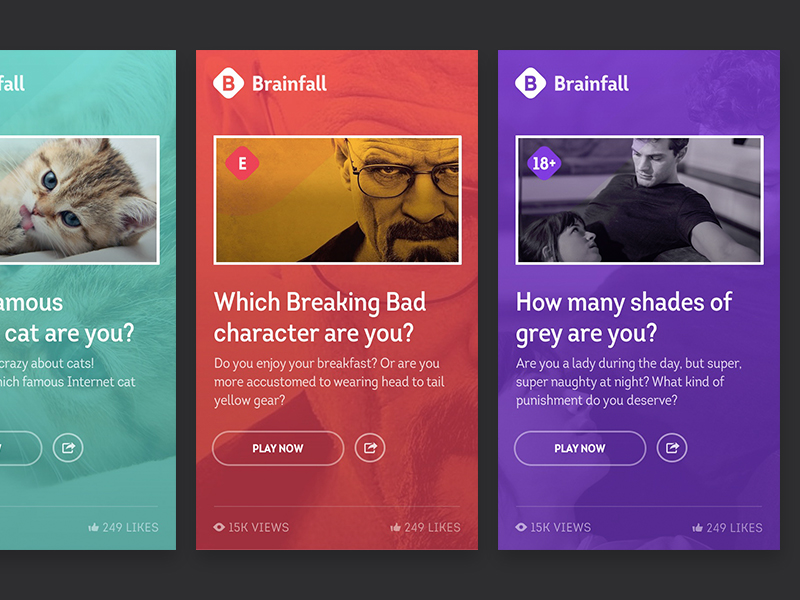 fall
amous
cat are you?
crazy about cats!
ich famous Internet cat
249 LIKES
B Brainfall
E
Which Breaking Bad
character are you?
Do you enjoy your breakfast? Or are you
more accustomed to wearing head to tail
yellow gear?
PLAY NOW
15K VIEWS
249 LIKES
B Brainfall
18+
How many shades of
grey are you?
Are you a lady during the day, but super,
super naughty at night? What kind of
punishment do you deserve?
PLAY NOW
15K VIEWS
249 LIKES